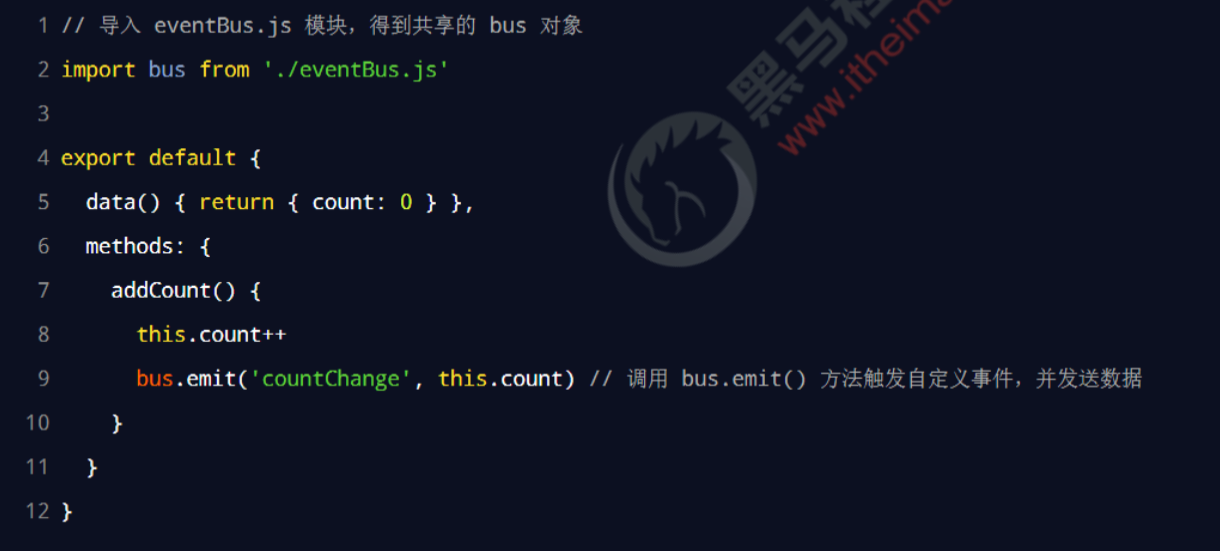 1 // 导入 eventBus.js 模块，得到共享的 bus 对象
2 import bus from './eventBus.js'
3
4 export default {
5 data() { return { count: 0 } },
6 methods: {
7 addCount() {
8 this.count++
9 bus.emit('countChange', this.count) // 调用 bus.emit() 方法触发自定义事件，并发送数据
10 }
11 }
12 }
黑马
www.itheima